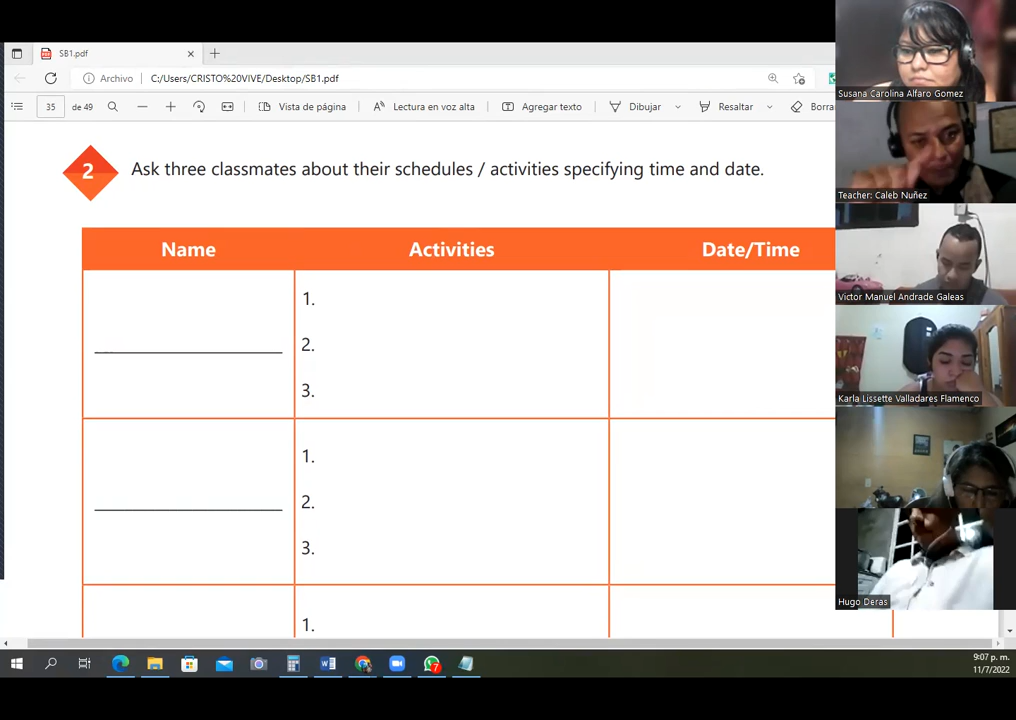 SB1.pdf
Archivo C:/Users/CRISTO%20VIVE/Desktop/SB1.pdf
35 de 49 Vista de página Lectura en voz alta Agregar texto Dibujar Resaltar Borra
2 Ask three classmates about their schedules / activities specifying time and date.
Name Activities Date/Time
1.
2.
3.
1.
2.
3.
1.
Susana Carolina Alfaro Gomez
Teacher: Caleb Nuñez
Victor Manuel Andrade Galeas
Karla Lissette Valladares Flamenco
Hugo Deras
7
9:07 p. m.
11/7/2022